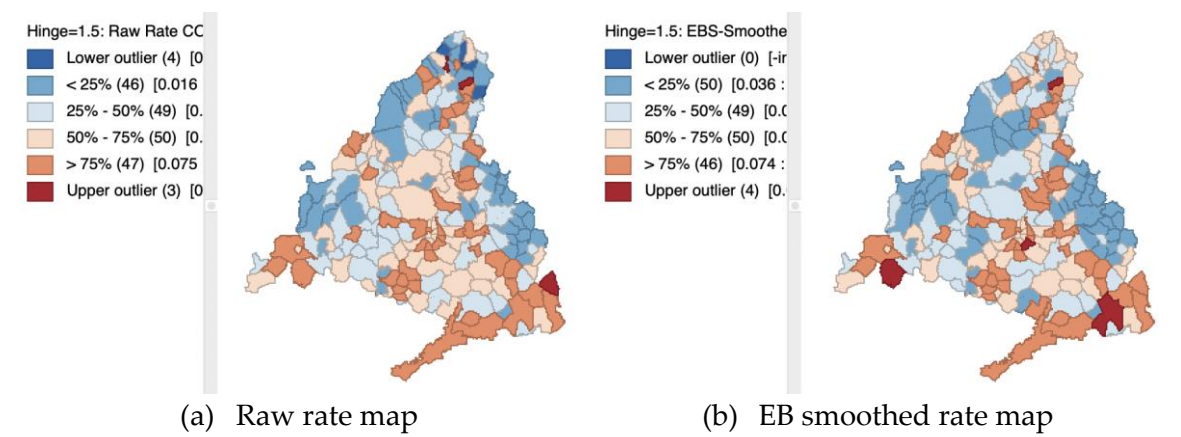 Hinge=1.5: Raw Rate CC
Lower outlier (4) [0
< 25% (46) [0.016
25% - 50% (49) [0.
50% - 75% (50) [0.
> 75% (47) [0.075
Upper outlier (3) [0
Hinge=1.5: EBS-Smoothe
Lower outlier (0) [-ir
< 25% (50) [0.036 :
25% - 50% (49) [0.0
50% - 75% (50) [0.0
> 75% (46) [0.074 :
Upper outlier (4) [0.
(a) Raw rate map
(b) EB smoothed rate map